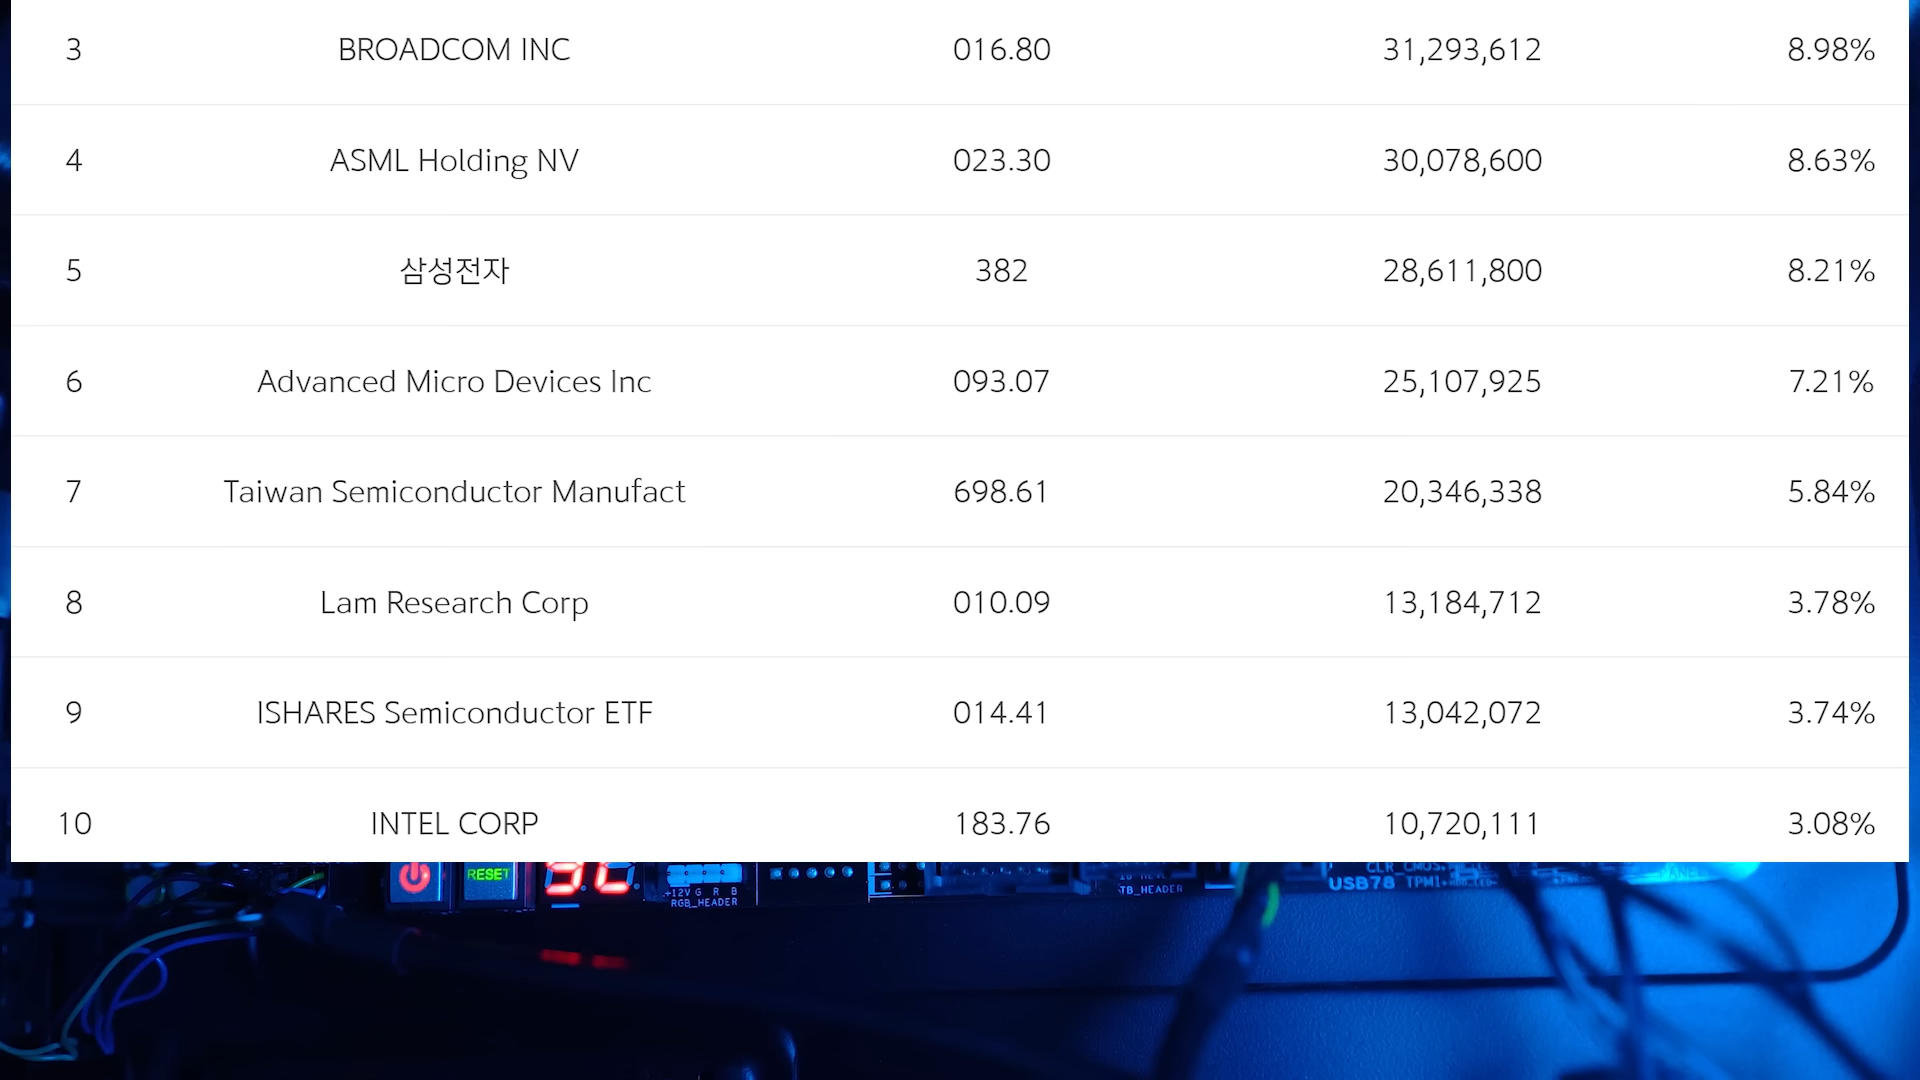 3 BROADCOM INC 016.80 31,293,612 8.98%
4 ASML Holding NV 023.30 30,078,600 8.63%
5 삼성전자 382 28,611,800 8.21%
6 Advanced Micro Devices Inc 093.07 25,107,925 7.21%
7 Taiwan Semiconductor Manufact 698.61 20,346,338 5.84%
8 Lam Research Corp 010.09 13,184,712 3.78%
9 ISHARES Semiconductor ETF 014.41 13,042,072 3.74%
10 INTEL CORP 183.76 10,720,111 3.08%
RESET
+12V G R B
RGB_HEADER
TB_HEADER
CLR_CMOS
USB78 TPM1